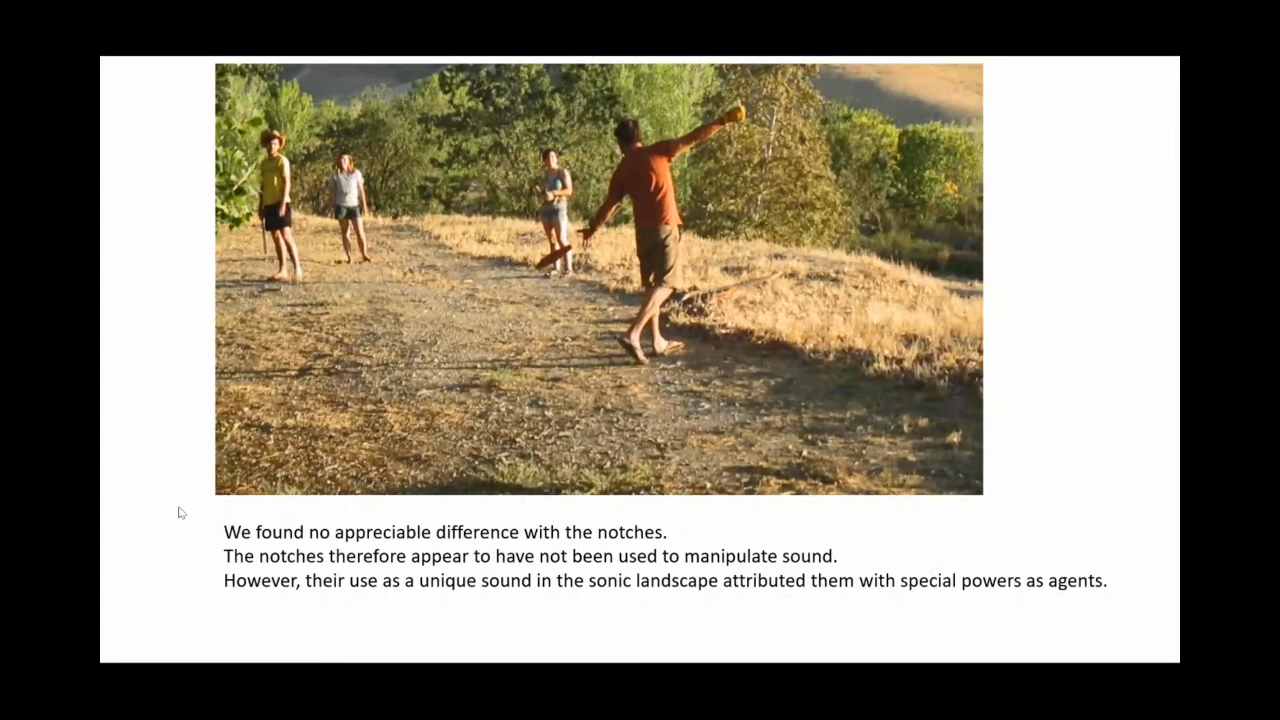 We found no appreciable difference with the notches.
The notches therefore appear to have not been used to manipulate sound.
However, their use as a unique sound in the sonic landscape attributed them with special powers as agents.